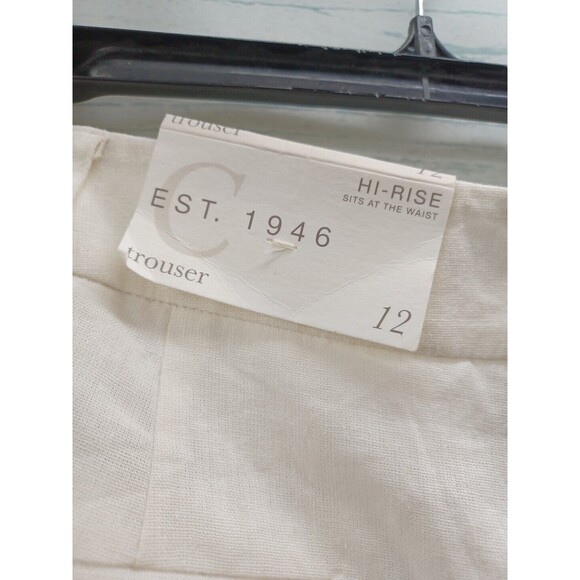 trouser
12
C
HI-RISE
SITS AT THE WAIST
EST. 1946
trouser
12